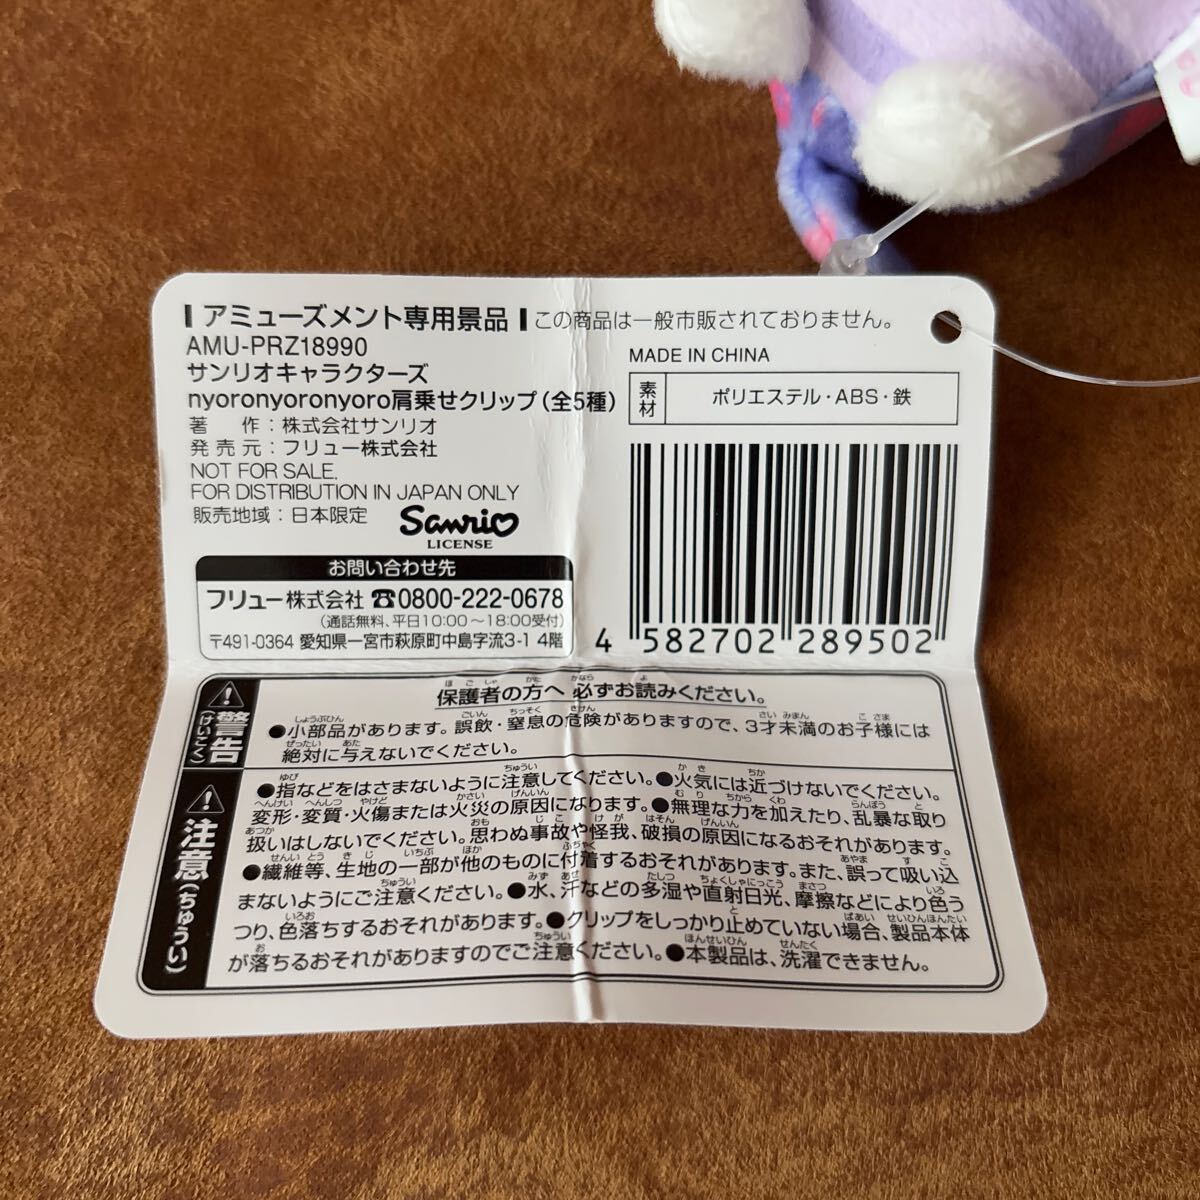 アミューズメント専用景品 この商品は一般市販されておりません。
AMU-PRZ18990
サンリオキャラクターズ
nyoronyoronyoro肩乗せクリップ(全5種)
著　作：株式会社サンリオ
発売元：フリュー株式会社
NOT FOR SALE.
FOR DISTRIBUTION IN JAPAN ONLY
販売地域：日本限定
Sanrio
LICENSE
お問い合わせ先
フリュー株式会社 ☎0800-222-0678
(通話無料、平日10:00～18:00受付)
〒491-0364 愛知県一宮市萩原町中島字流3-1 4階
MADE IN CHINA
素材 ポリエステル・ABS・鉄
4 582702 289502
保護者の方へ 必ずお読みください。
警告(けいこく)
●小部品があります。誤飲・窒息の危険がありますので、3才未満のお子様には
絶対に与えないでください。
注意(ちゅうい)
●指などをはさまないように注意してください。●火気には近づけないでください。
変形・変質・火傷または火災の原因になります。●無理な力を加えたり、乱暴な取り
扱いはしないでください。思わぬ事故や怪我、破損の原因になるおそれがあります。
●繊維等、生地の一部が他のものに付着するおそれがあります。また、誤って吸い込
まないようにご注意ください。●水、汗などの多湿や直射日光、摩擦などにより色う
つり、色落ちするおそれがあります。●クリップをしっかり止めていない場合、製品本体
が落ちるおそれがありますのでご注意ください。●本製品は、洗濯できません。